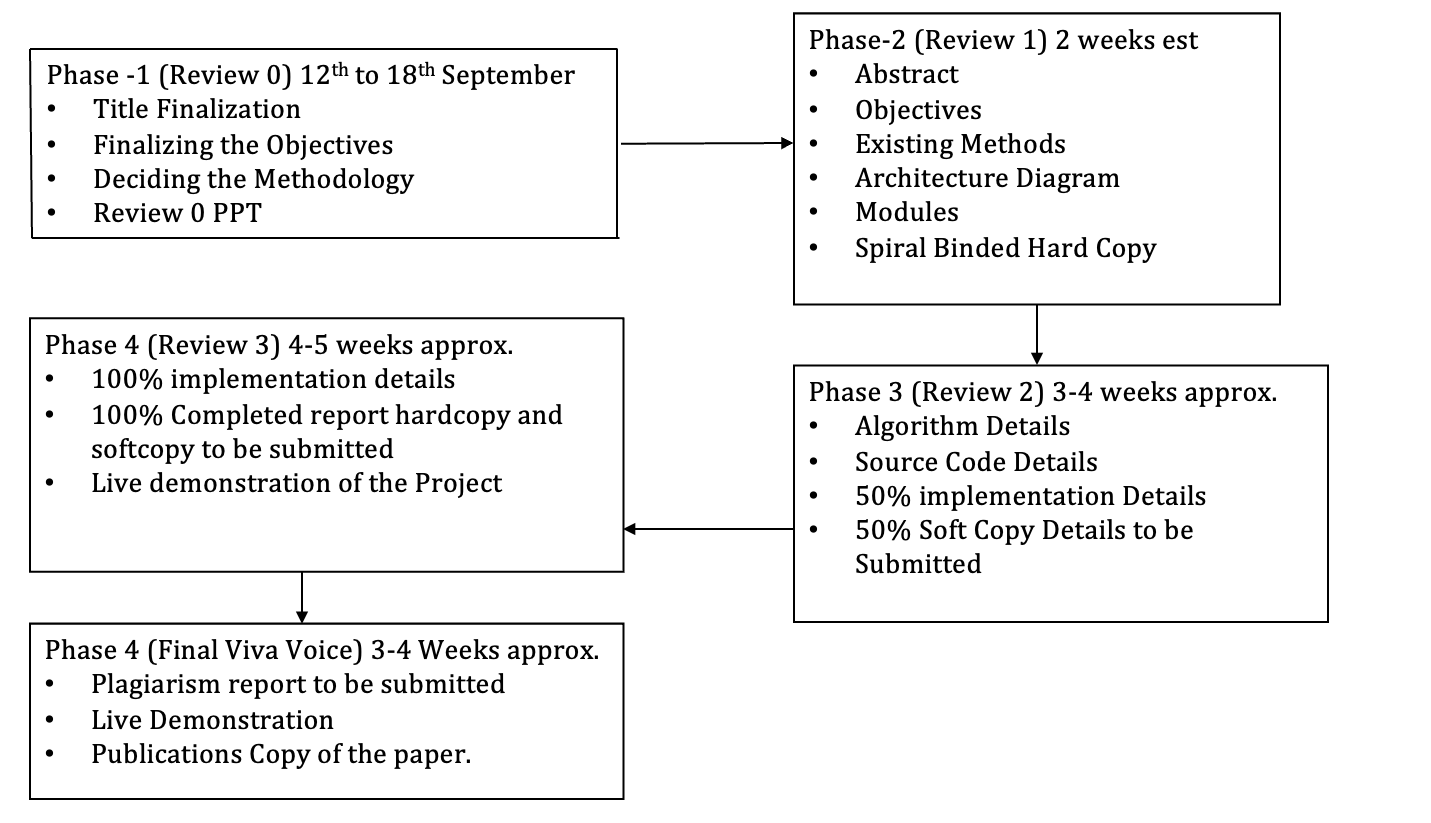 Phase -1 (Review 0) 12th to 18th September
• Title Finalization
• Finalizing the Objectives
• Deciding the Methodology
• Review 0 PPT
Phase-2 (Review 1) 2 weeks est
• Abstract
• Objectives
• Existing Methods
• Architecture Diagram
• Modules
• Spiral Binded Hard Copy
Phase 3 (Review 2) 3-4 weeks approx.
• Algorithm Details
• Source Code Details
• 50% implementation Details
• 50% Soft Copy Details to be
Submitted
Phase 4 (Review 3) 4-5 weeks approx.
• 100% implementation details
• 100% Completed report hardcopy and
softcopy to be submitted
• Live demonstration of the Project
Phase 4 (Final Viva Voice) 3-4 Weeks approx.
• Plagiarism report to be submitted
• Live Demonstration
• Publications Copy of the paper.